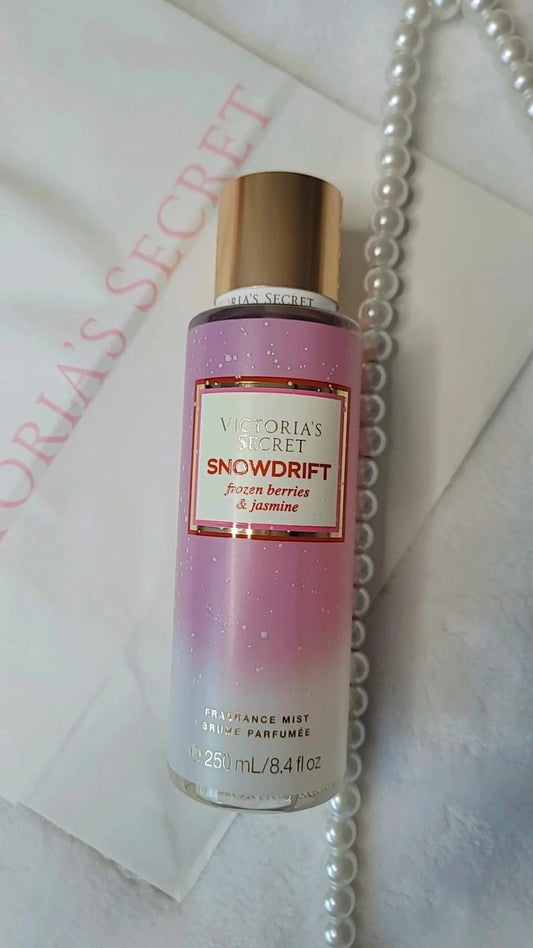 VICTORIA'S SECRET
ORIA'S SECRET
VICTORIA'S
SECRET
SNOWDRIFT
frozen berries
& jasmine
FRAGRANCE MIST
BRUME PARFUMÉE
℮ 250 mL/8.4 fl oz